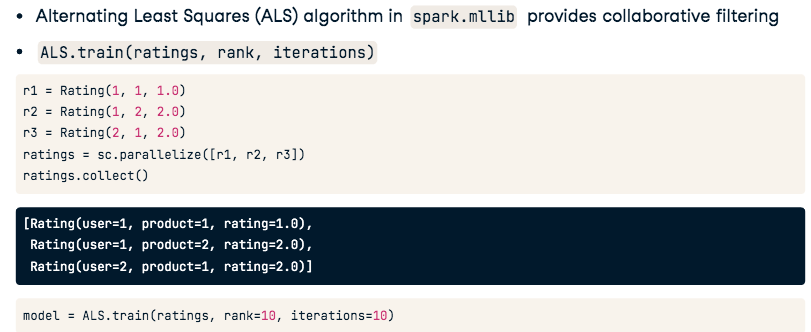 • Alternating Least Squares (ALS) algorithm in spark.mllib provides collaborative filtering
• ALS.train(ratings, rank, iterations)
r1 = Rating(1, 1, 1.0)
r2 = Rating(1, 2, 2.0)
r3 = Rating(2, 1, 2.0)
ratings = sc.parallelize([r1, r2, r3])
ratings.collect()
[Rating(user=1, product=1, rating=1.0),
Rating(user=1, product=2, rating=2.0),
Rating(user=2, product=1, rating=2.0)]
model = ALS.train(ratings, rank=10, iterations=10)